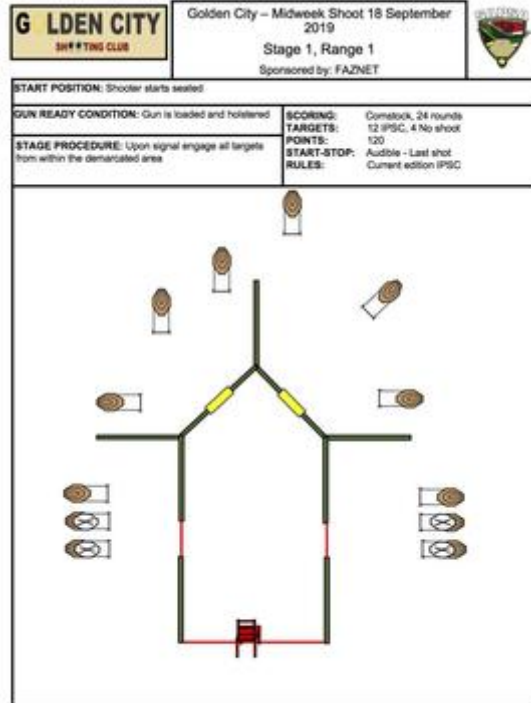 G LDEN CITY
SH TING CLUB
Golden City – Midweek Shoot 18 September
2019
Stage 1, Range 1
Sponsored by: FAZNET
START POSITION: Shooter starts seated
GUN READY CONDITION: Gun is loaded and holstered
STAGE PROCEDURE: Upon signal engage all targets
from within the demarcated area
SCORING: Comstock, 24 rounds
TARGETS: 12 IPSC, 4 No shoot
POINTS: 120
START-STOP: Audible - Last shot
RULES: Current edition IPSC